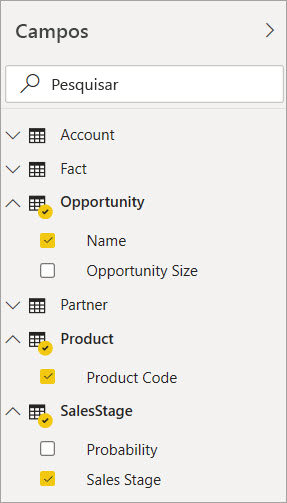 Campos
Pesquisar
Account
Fact
Opportunity
Name
Opportunity Size
Partner
Product
Product Code
SalesStage
Probability
Sales Stage